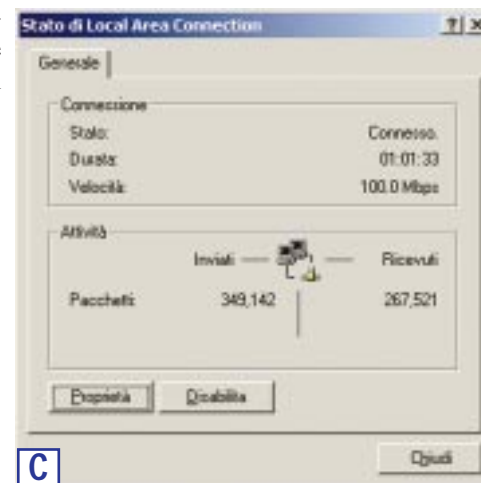 Stato di Local Area Connection ? x
Generale
Connessione
Stato: Connesso.
Durata: 01:01:33
Velocità: 100.0 Mbps
Attività
Inviati — — Ricevuti
Pacchetti: 349,142 267,521
Proprietà Disabilita
Chiudi
C